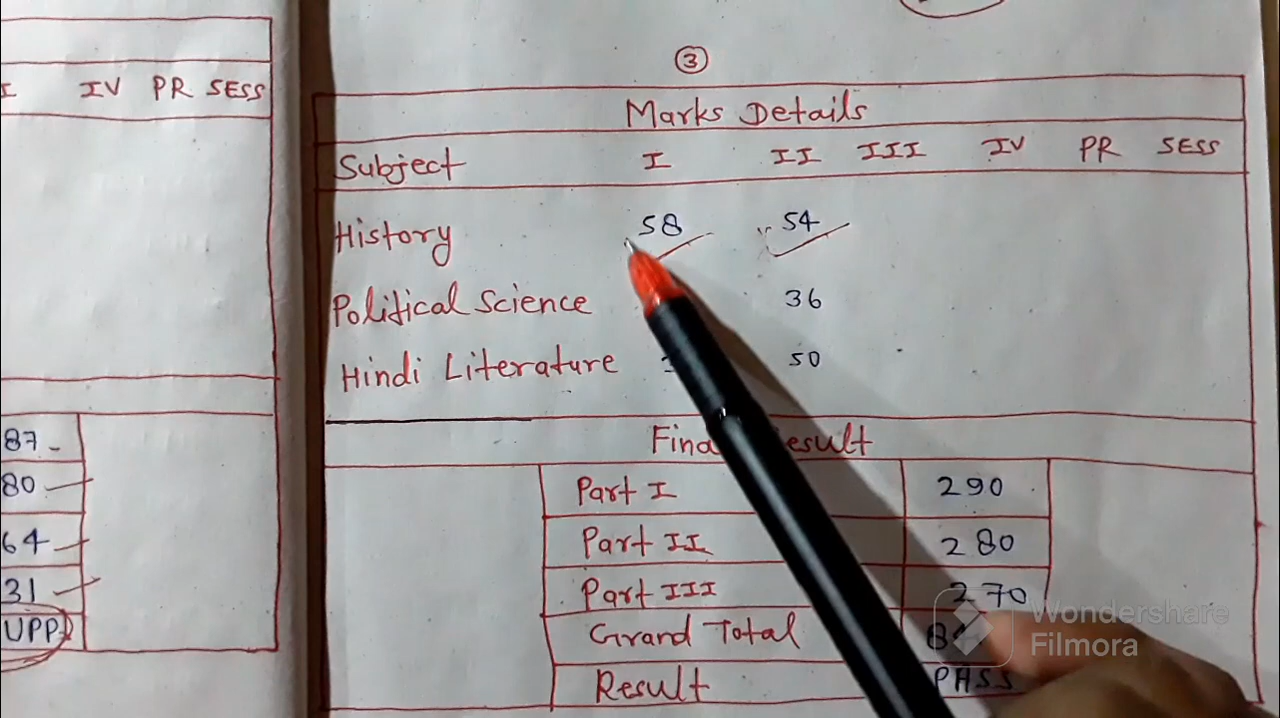 I IV PR SESS
87
80
64
31
UPP
3
Marks Details
Subject I II III IV PR SESS
History 58 54
Political Science 36
Hindi Literature 50
Part I 290
Part II 280
Part III 270
Grand Total
Result PASS
Wondershare
Filmora